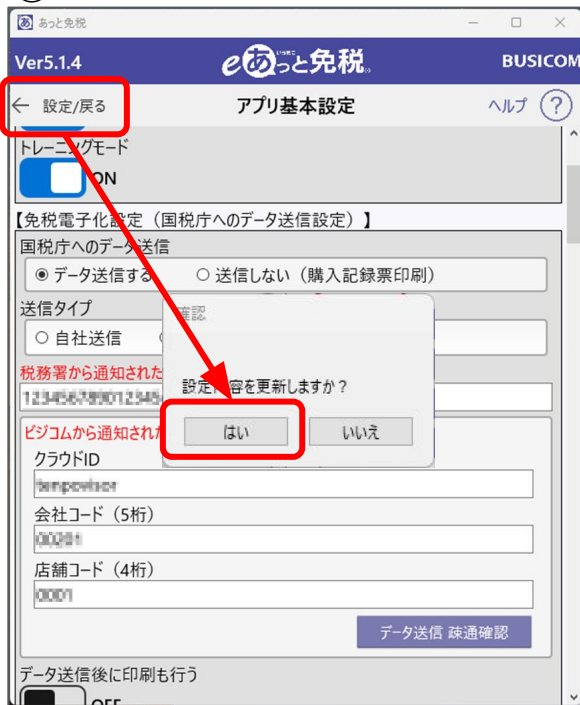 あっと免税
Ver5.1.4
eあっと免税
いつでこ
BUSICOM
← 設定/戻る
アプリ基本設定
ヘルプ ?
トレーニングモード
ON
【免税電子化設定（国税庁へのデータ送信設定）】
国税庁へのデータ送信
データ送信する
送信しない（購入記録票印刷）
送信タイプ
自社送信
確認
税務署から通知された
設定内容を更新しますか？
はい
いいえ
ビジコムから通知された
クラウドID
会社コード（5桁）
店舗コード（4桁）
0001
データ送信 疎通確認
データ送信後に印刷も行う
OFF